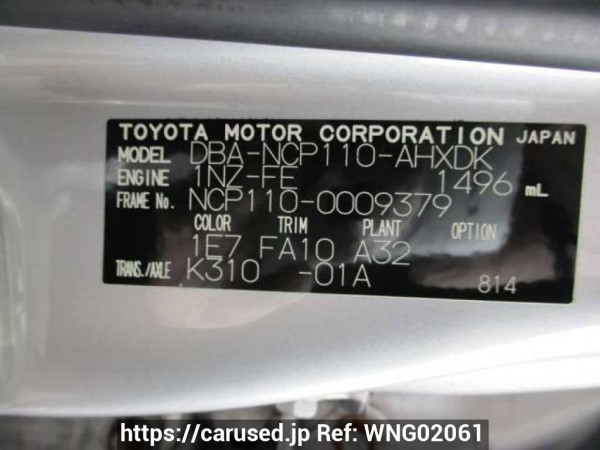 TOYOTA MOTOR CORPORATION JAPAN
MODEL DBA-NCP110-AHXDK
ENGINE 1NZ-FE 1496 mL
FRAME No. NCP110-0009379
COLOR TRIM PLANT OPTION
1E7 FA10 A32
TRANS./AXLE K310 -01A
814
https://carused.jp Ref: WNG02061